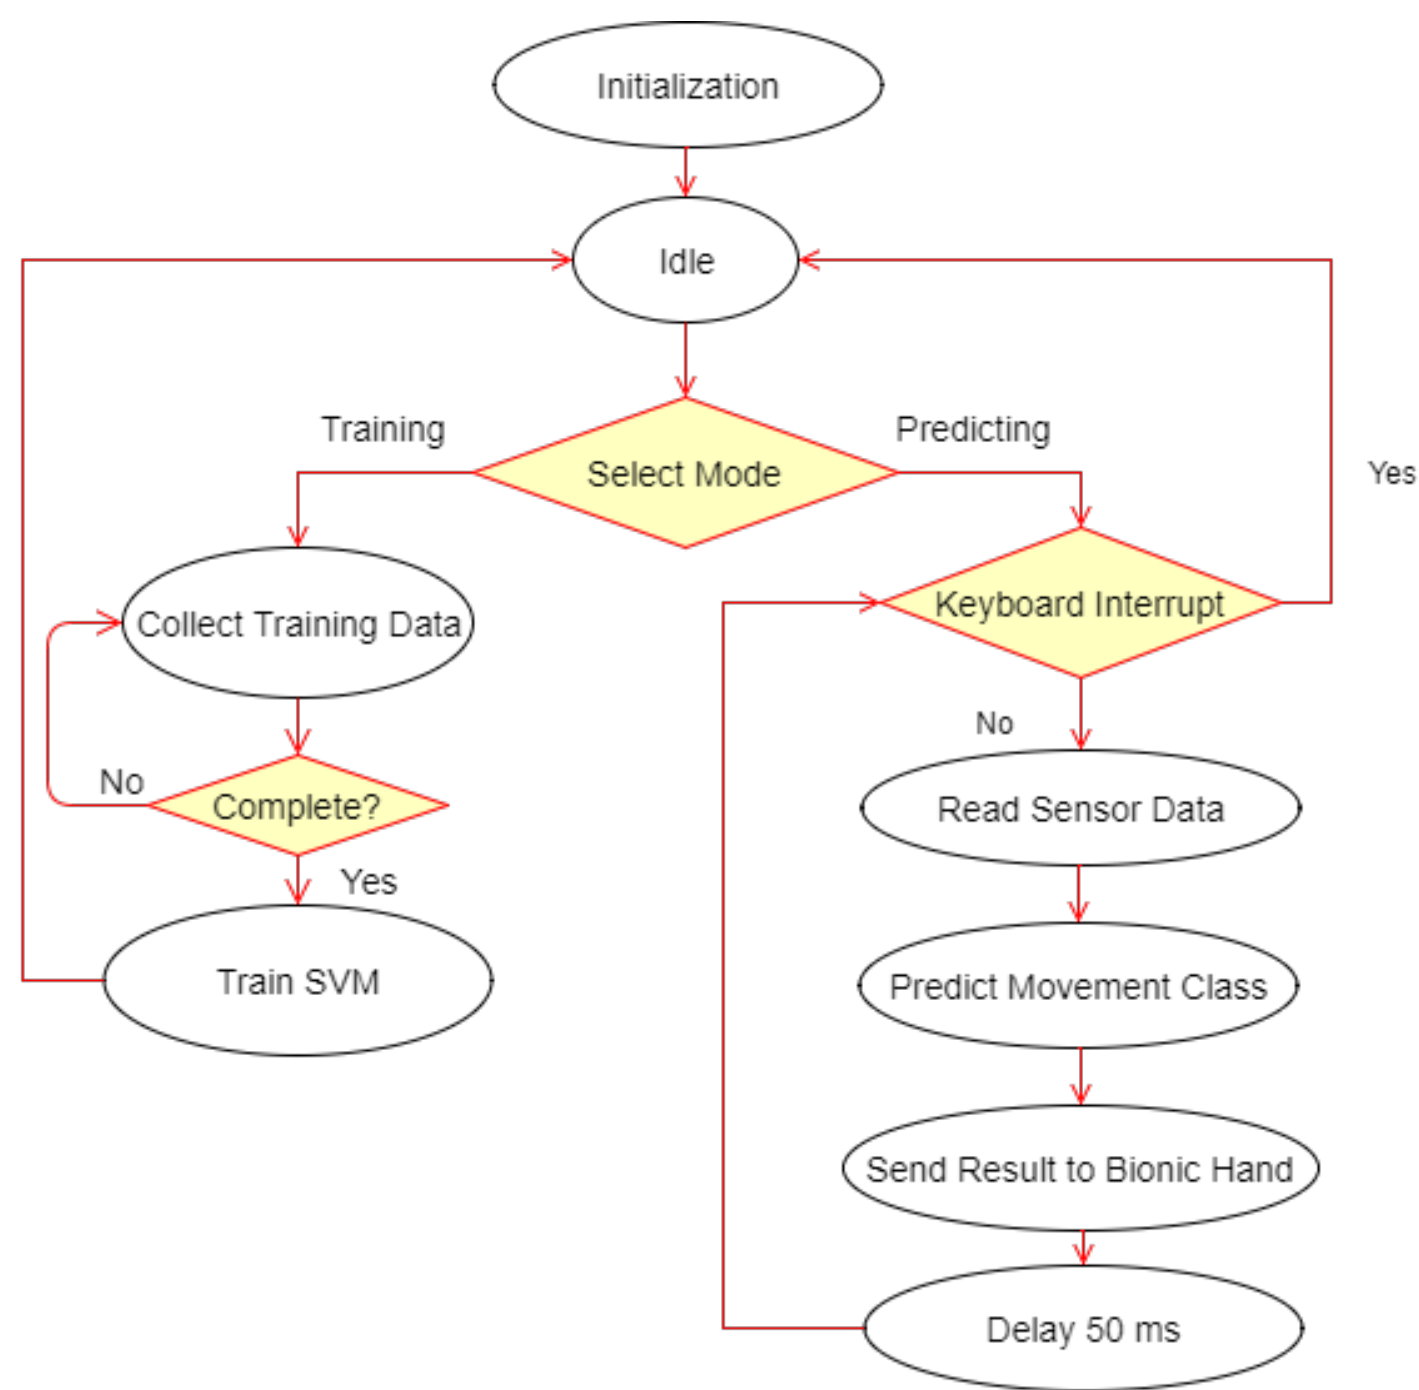 Initialization
Idle
Training
Predicting
Select Mode
Yes
Collect Training Data
Keyboard Interrupt
No
No
Complete?
Read Sensor Data
Yes
Train SVM
Predict Movement Class
Send Result to Bionic Hand
Delay 50 ms